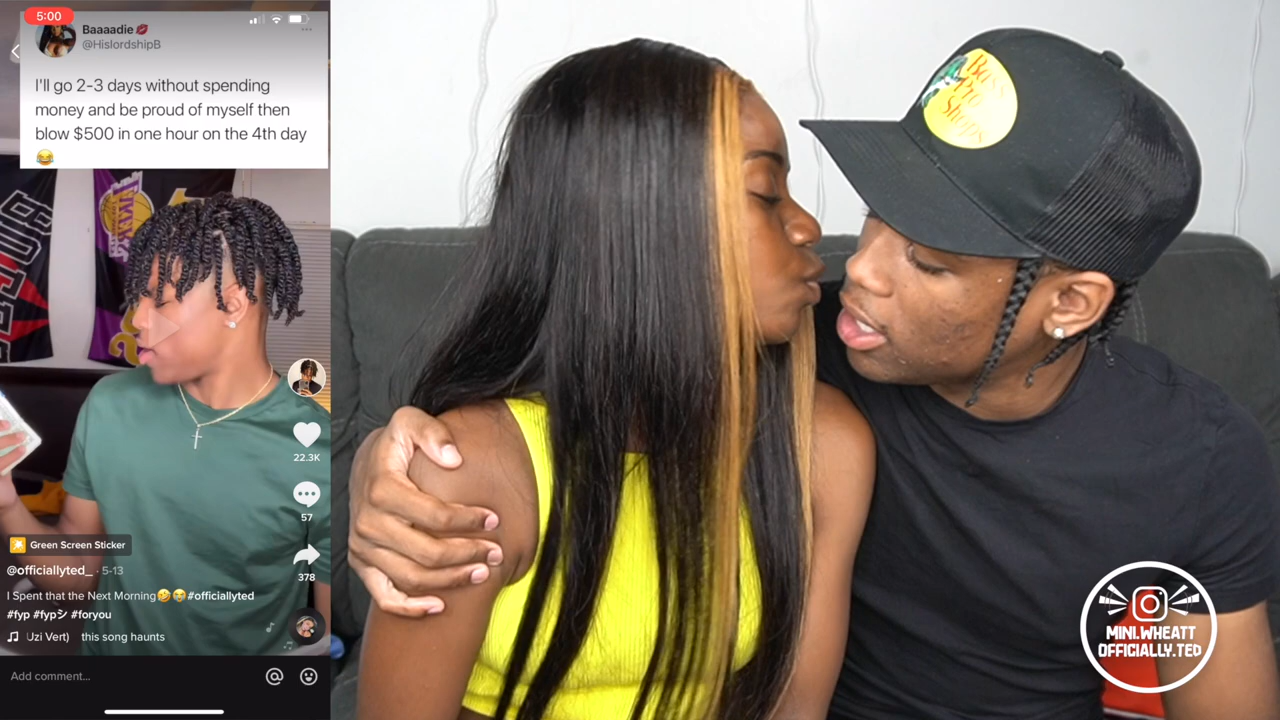 5:00
Baaaadie💋
@HislordshipB
I'll go 2-3 days without spending
money and be proud of myself then
blow $500 in one hour on the 4th day
😂
Bass
Pro
Shops
22.3K
57
378
Green Screen Sticker
@officiallyted_ · 5-13
I Spent that the Next Morning🤣😭#officiallyted
#fyp #fypシ #foryou
Uzi Vert) this song haunts
Add comment...
MINI.WHEATT
OFFICIALLY.TED